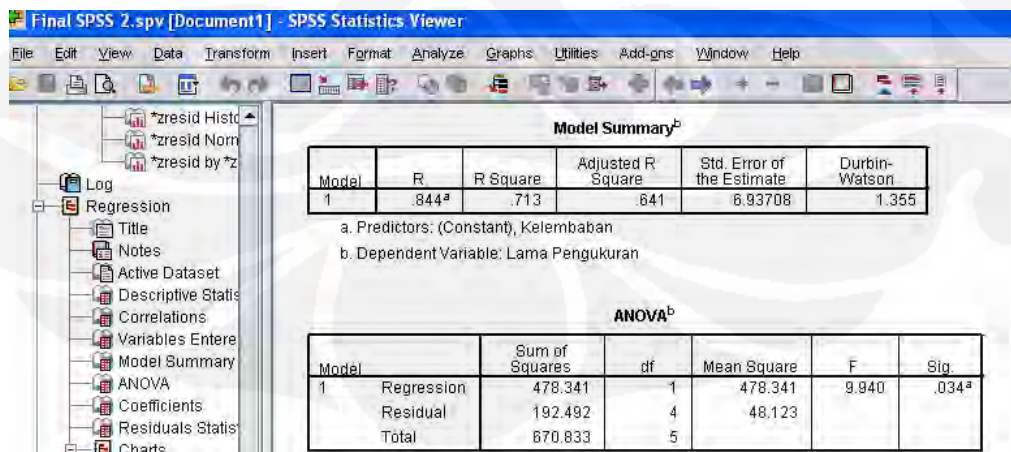 Final SPSS 2.spv [Document1] - SPSS Statistics Viewer
File Edit View Data Transform Insert Format Analyze Graphs Utilities Add-ons Window Help
*zresid Histo
*zresid Norm
*zresid by *z
Log
Regression
Title
Notes
Active Dataset
Descriptive Statis
Correlations
Variables Entere
Model Summary
ANOVA
Coefficients
Residuals Statis
Charts
Model Summaryb
Model R R Square Adjusted R Square Std. Error of the Estimate Durbin-Watson
1 .844a .713 .641 6.93708 1.355
a. Predictors: (Constant), Kelembaban
b. Dependent Variable: Lama Pengukuran
ANOVAb
Model Sum of Squares df Mean Square F Sig.
1 Regression 478.341 1 478.341 9.940 .034a
Residual 192.492 4 48.123
Total 670.833 5